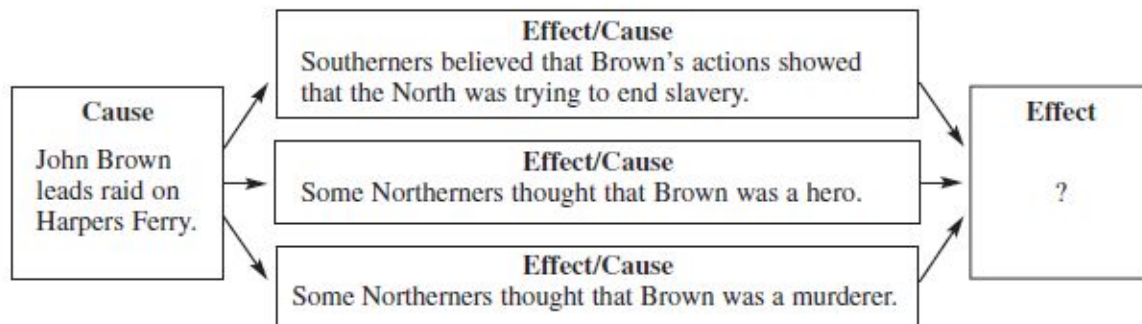 Cause
John Brown
leads raid on
Harpers Ferry.
Effect/Cause
Southerners believed that Brown's actions showed
that the North was trying to end slavery.
Effect/Cause
Some Northerners thought that Brown was a hero.
Effect/Cause
Some Northerners thought that Brown was a murderer.
Effect
?